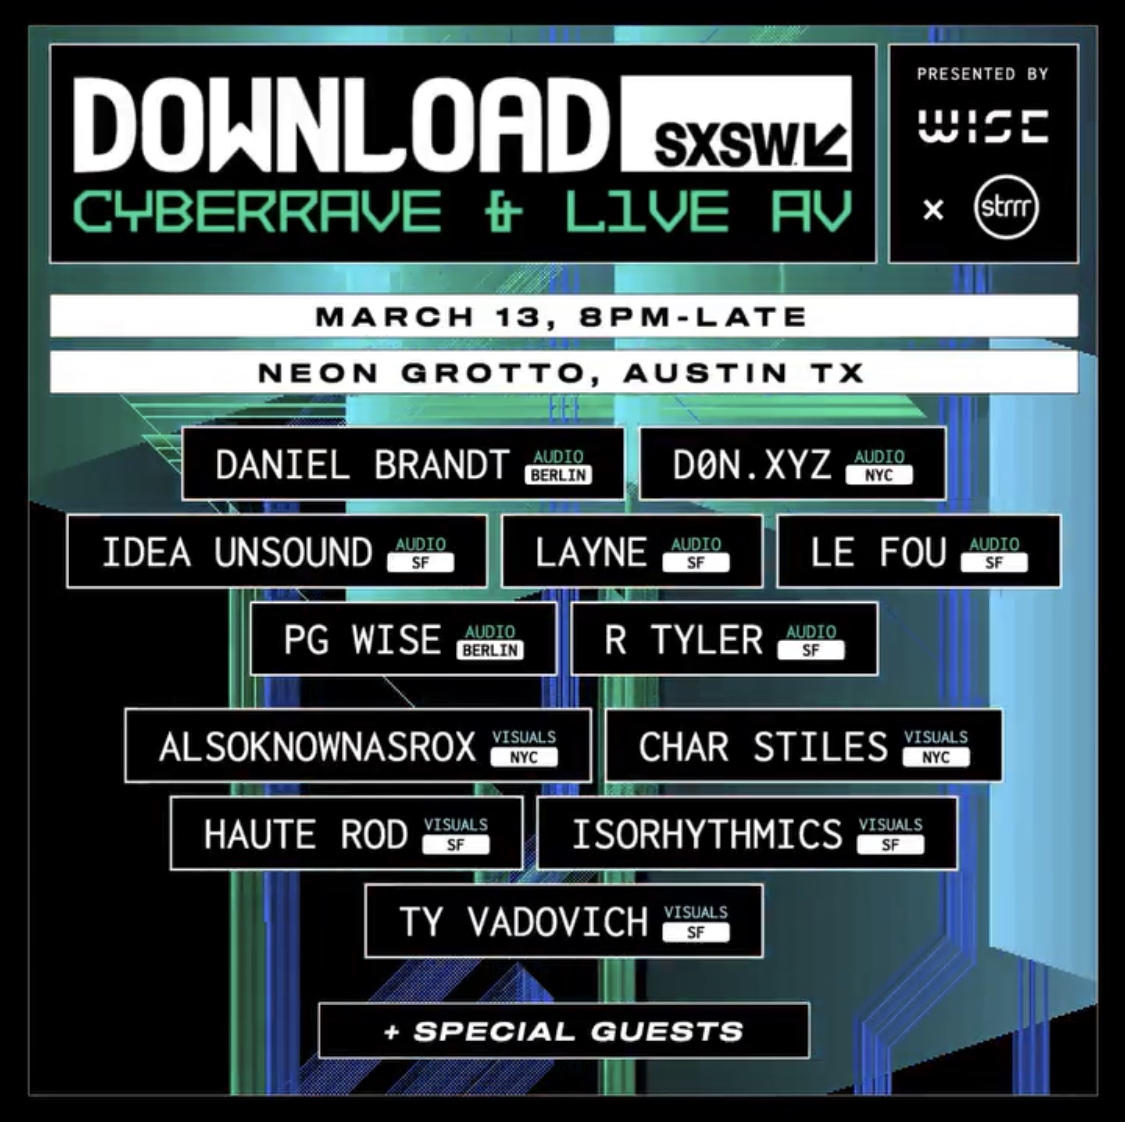 DOWNLOAD SXSW
CYBERRAVE & L1VE AV
PRESENTED BY
WISE
× strrr
MARCH 13, 8PM-LATE
NEON GROTTO, AUSTIN TX
DANIEL BRANDT AUDIO BERLIN
D0N.XYZ AUDIO NYC
IDEA UNSOUND AUDIO SF
LAYNE AUDIO SF
LE FOU AUDIO SF
PG WISE AUDIO BERLIN
R TYLER AUDIO SF
ALSOKNOWNASROX VISUALS NYC
CHAR STILES VISUALS NYC
HAUTE ROD VISUALS SF
ISORHYTHMICS VISUALS SF
TY VADOVICH VISUALS SF
+ SPECIAL GUESTS